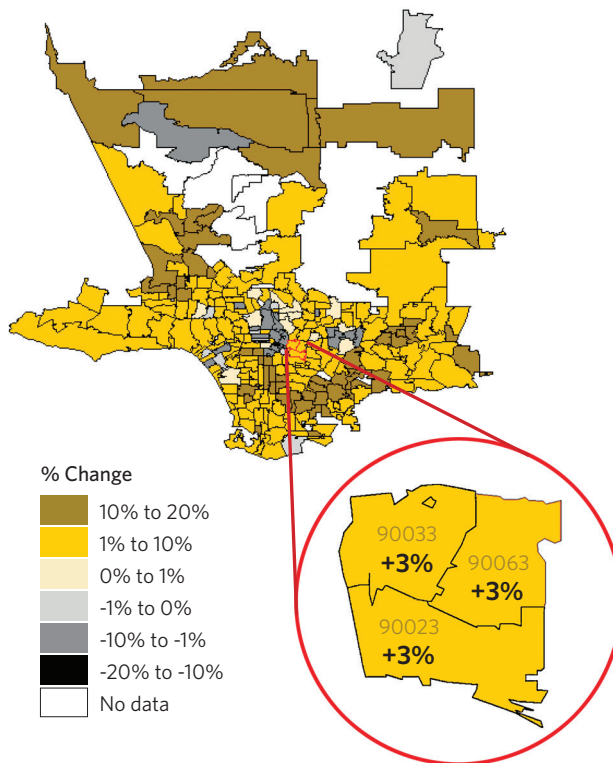 % Change
10% to 20%
1% to 10%
0% to 1%
-1% to 0%
-10% to -1%
-20% to -10%
No data
90033
+3%
90063
+3%
90023
+3%